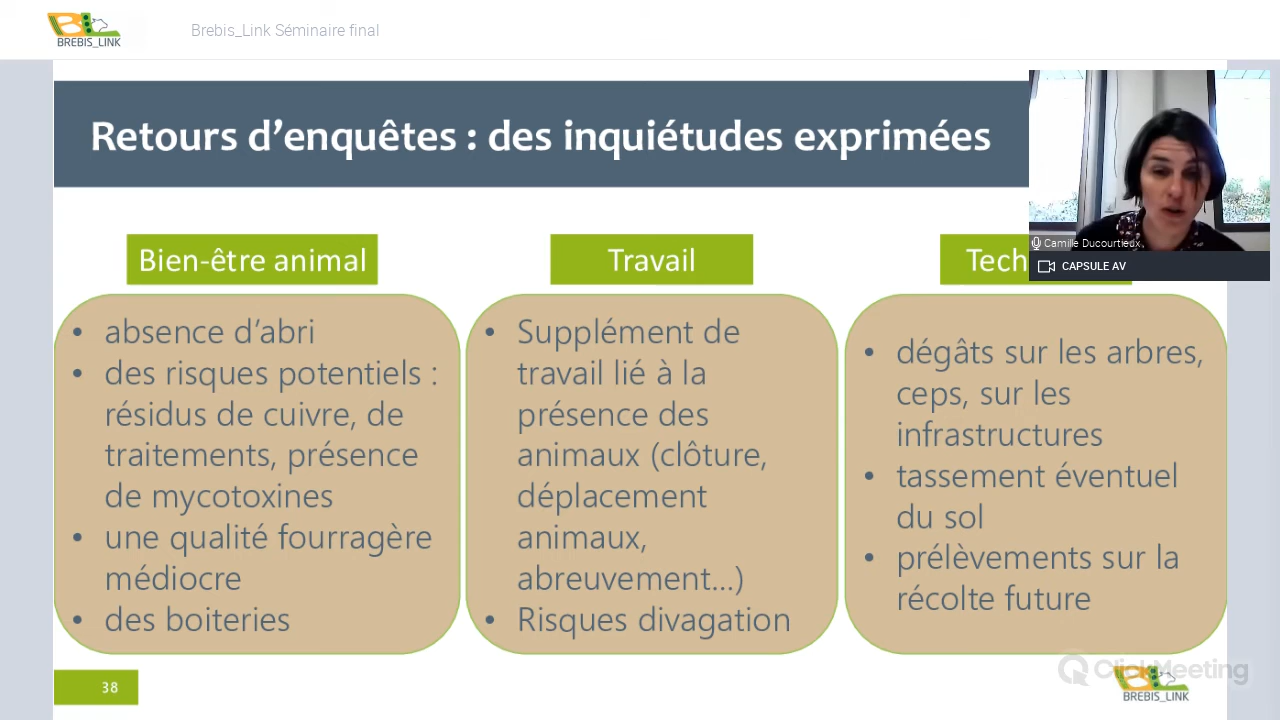 BREBIS_LINK
Brebis_Link Séminaire final
Retours d’enquêtes : des inquiétudes exprimées
Camille Ducourtieux
CAPSULE AV
Bien-être animal
• absence d’abri
• des risques potentiels :
résidus de cuivre, de
traitements, présence
de mycotoxines
• une qualité fourragère
médiocre
• des boiteries
Travail
• Supplément de
travail lié à la
présence des
animaux (clôture,
déplacement
animaux,
abreuvement…)
• Risques divagation
Tech
• dégâts sur les arbres,
ceps, sur les
infrastructures
• tassement éventuel
du sol
• prélèvements sur la
récolte future
38
ClickMeeting
BREBIS_LINK